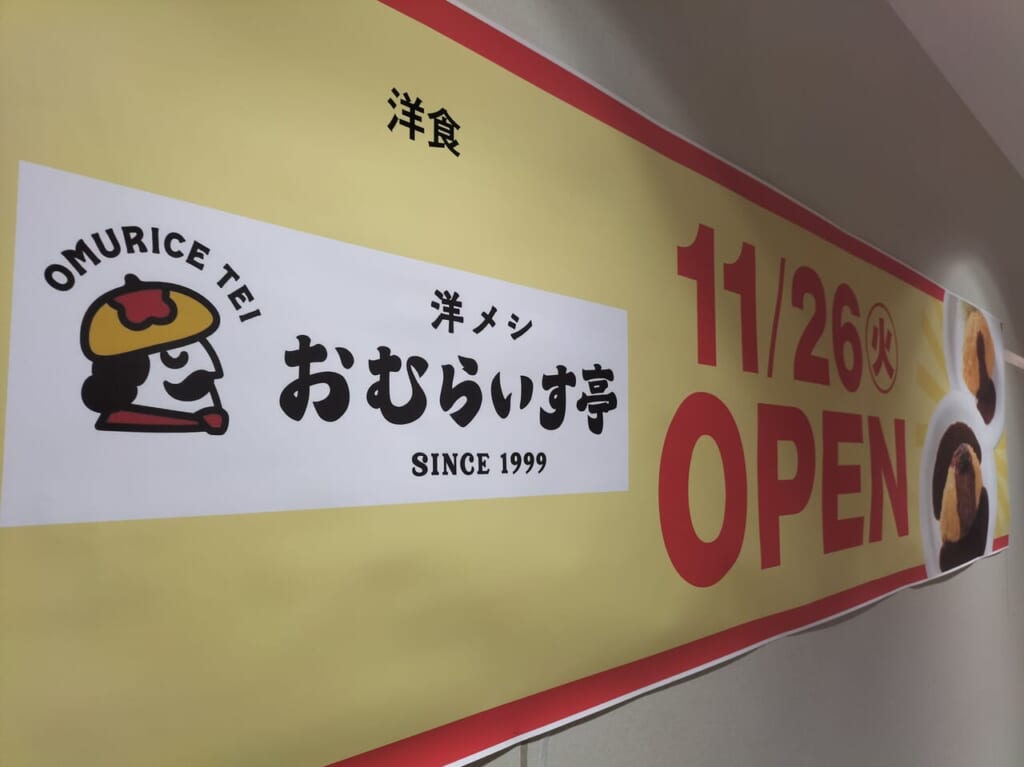 洋食
OMURICE TEI
洋メシ
おむらいす亭
SINCE 1999
11/26㊋
OPEN